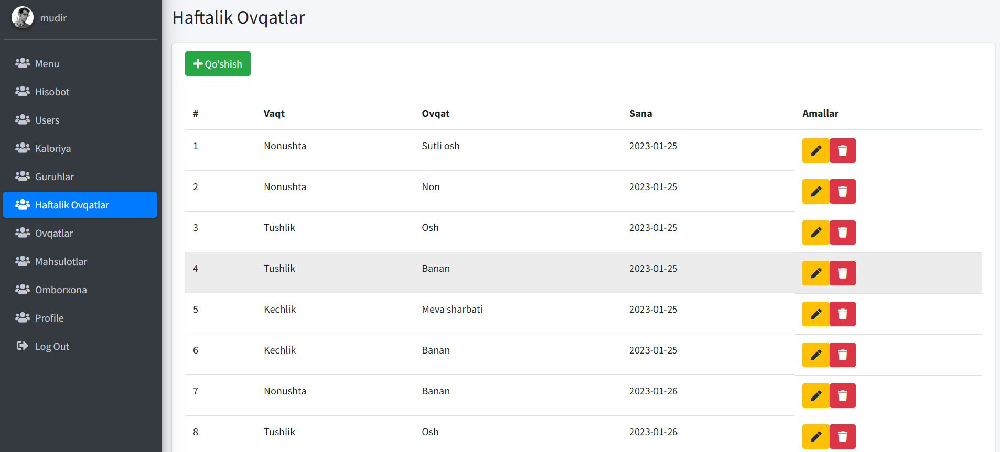 mudir
Menu
Hisobot
Users
Kaloriya
Guruhlar
Haftalik Ovqatlar
Ovqatlar
Mahsulotlar
Omborxona
Profile
Log Out
Haftalik Ovqatlar
Qo'shish
# Vaqt Ovqat Sana Amallar
1 Nonushta Sutli osh 2023-01-25
2 Nonushta Non 2023-01-25
3 Tushlik Osh 2023-01-25
4 Tushlik Banan 2023-01-25
5 Kechlik Meva sharbati 2023-01-25
6 Kechlik Banan 2023-01-25
7 Nonushta Banan 2023-01-26
8 Tushlik Osh 2023-01-26